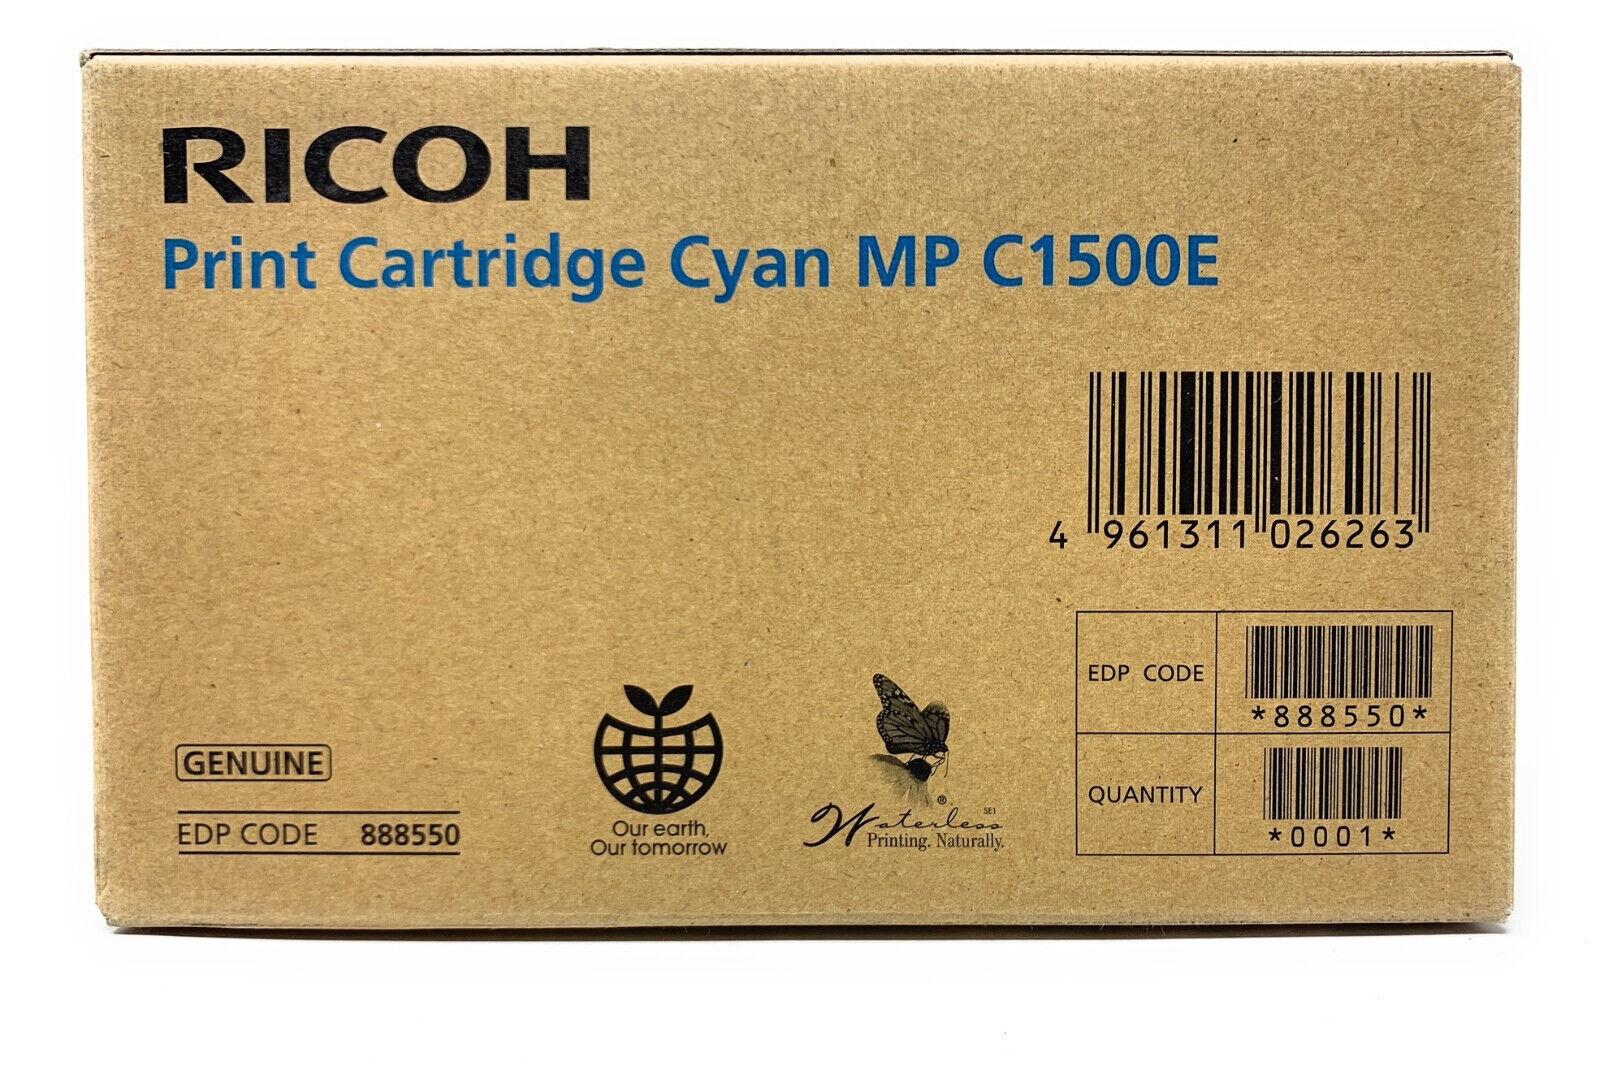 RICOH
Print Cartridge Cyan MP C1500E
4 961311 026263
EDP CODE
*888550*
QUANTITY
*0001*
GENUINE
EDP CODE 888550
Our earth,
Our tomorrow
®
SE1
Waterless
Printing. Naturally.